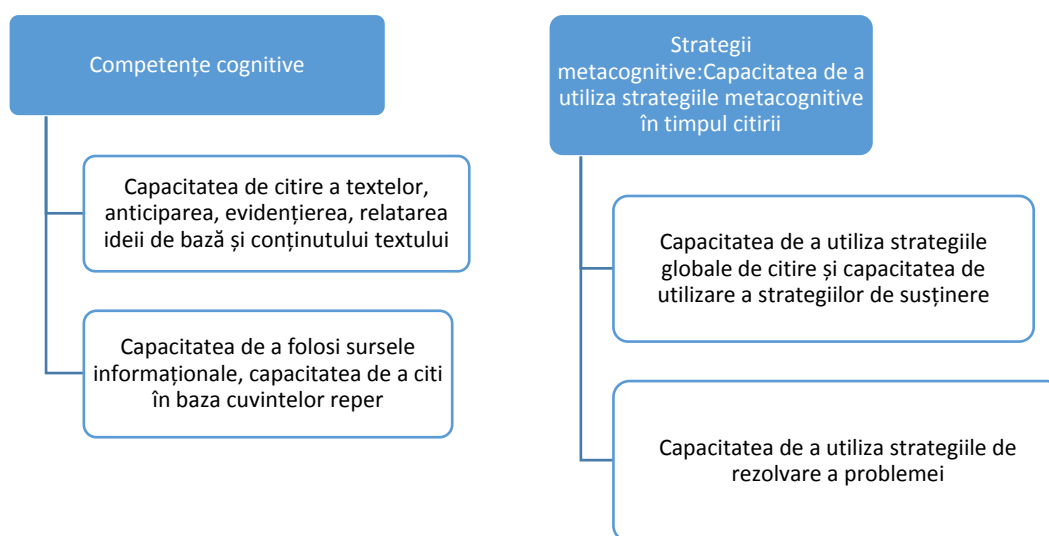 Competențe cognitive
Capacitatea de citire a textelor,
anticiparea, evidențierea, relatarea
ideii de bază și conținutului textului
Capacitatea de a folosi sursele
informaționale, capacitatea de a citi
în baza cuvintelor reper
Strategii
metacognitive:Capacitatea de a
utiliza strategiile metacognitive
în timpul citirii
Capacitatea de a utiliza strategiile
globale de citire și capacitatea de
utilizare a strategiilor de susținere
Capacitatea de a utiliza strategiile de
rezolvare a problemei